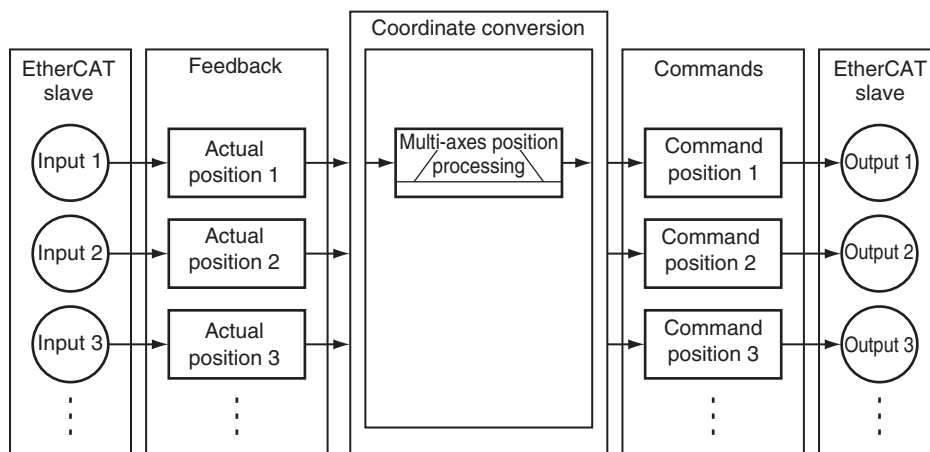 EtherCAT
slave
Feedback
Coordinate conversion
Commands
EtherCAT
slave
Input 1
Actual
position 1
Multi-axes position
processing
Command
position 1
Output 1
Input 2
Actual
position 2
Command
position 2
Output 2
Input 3
Actual
position 3
Command
position 3
Output 3